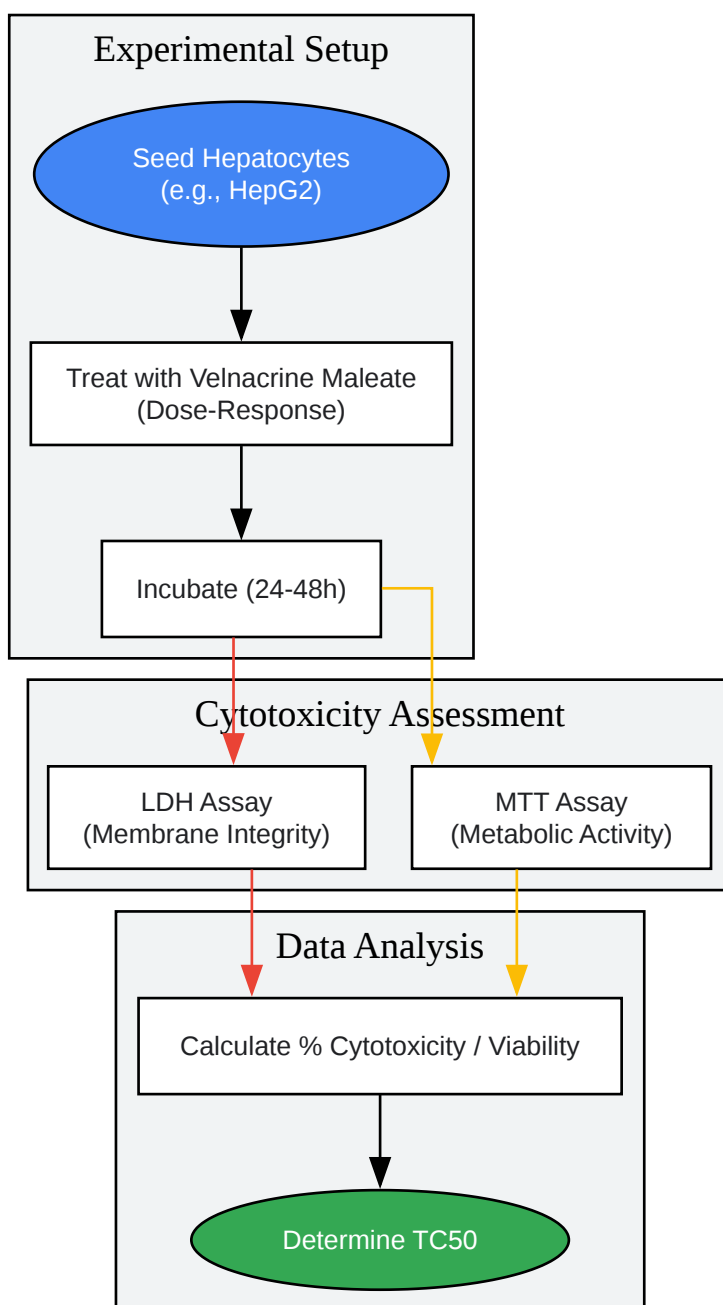 Experimental Setup
Seed Hepatocytes
(e.g., HepG2)
Treat with Velnacrine Maleate
(Dose-Response)
Incubate (24-48h)
Cytotoxicity Assessment
LDH Assay
(Membrane Integrity)
MTT Assay
(Metabolic Activity)
Data Analysis
Calculate % Cytotoxicity / Viability
Determine TC50